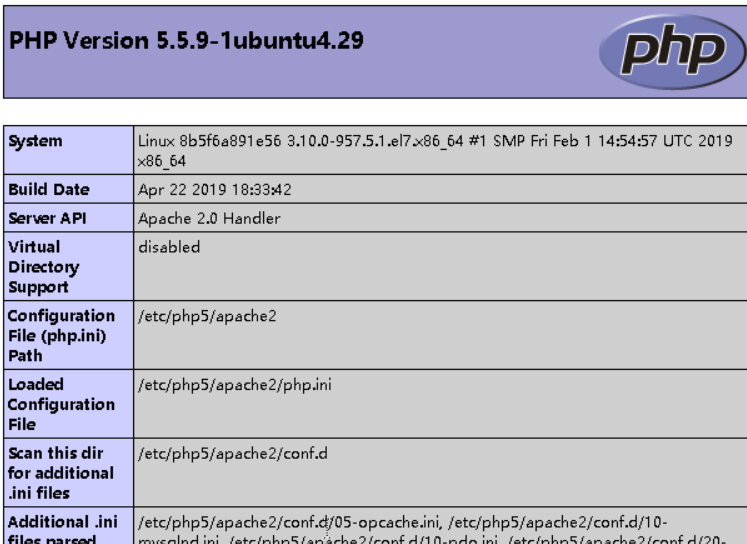 PHP Version 5.5.9-1ubuntu4.29
php
System
Linux 8b5f6a891e56 3.10.0-957.5.1.el7.x86_64 #1 SMP Fri Feb 1 14:54:57 UTC 2019
x86_64
Build Date
Apr 22 2019 18:33:42
Server API
Apache 2.0 Handler
Virtual
Directory
Support
disabled
Configuration
File (php.ini)
Path
/etc/php5/apache2
Loaded
Configuration
File
/etc/php5/apache2/php.ini
Scan this dir
for additional
.ini files
/etc/php5/apache2/conf.d
Additional .ini
files parsed
/etc/php5/apache2/conf.d/05-opcache.ini, /etc/php5/apache2/conf.d/10-
mysqlnd.ini, /etc/php5/apache2/conf.d/10-pdo.ini, /etc/php5/apache2/conf.d/20-